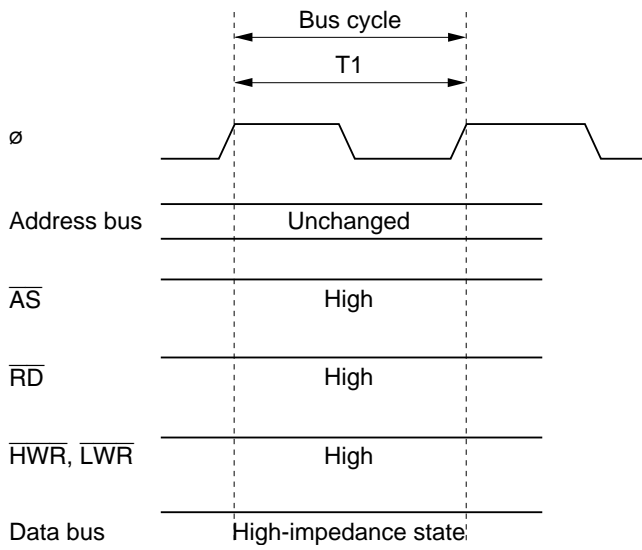 Bus cycle
T1
ø
Address bus Unchanged
AS High
RD High
HWR, LWR High
Data bus High-impedance state